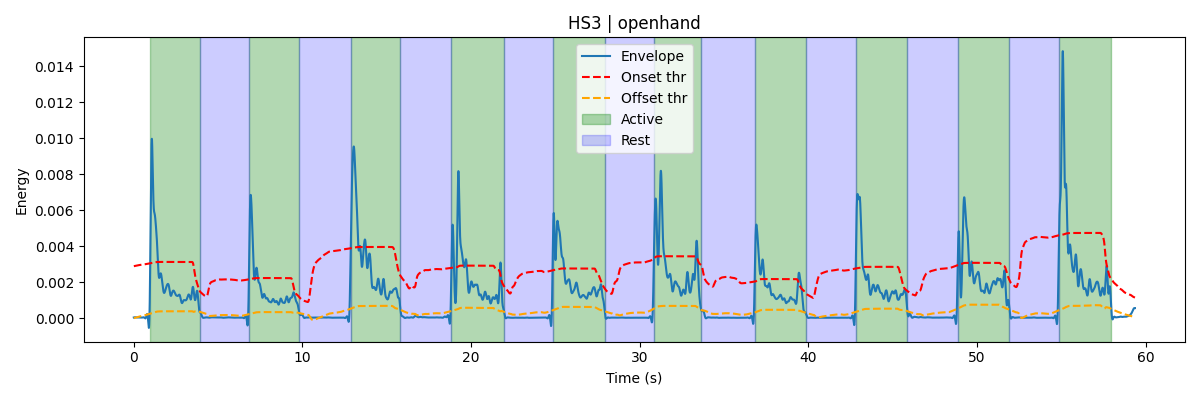 HS3 | openhand
Envelope
Onset thr
Offset thr
Active
Rest
Energy
0.014
0.012
0.010
0.008
0.006
0.004
0.002
0.000
0
10
20
30
40
50
60
Time (s)